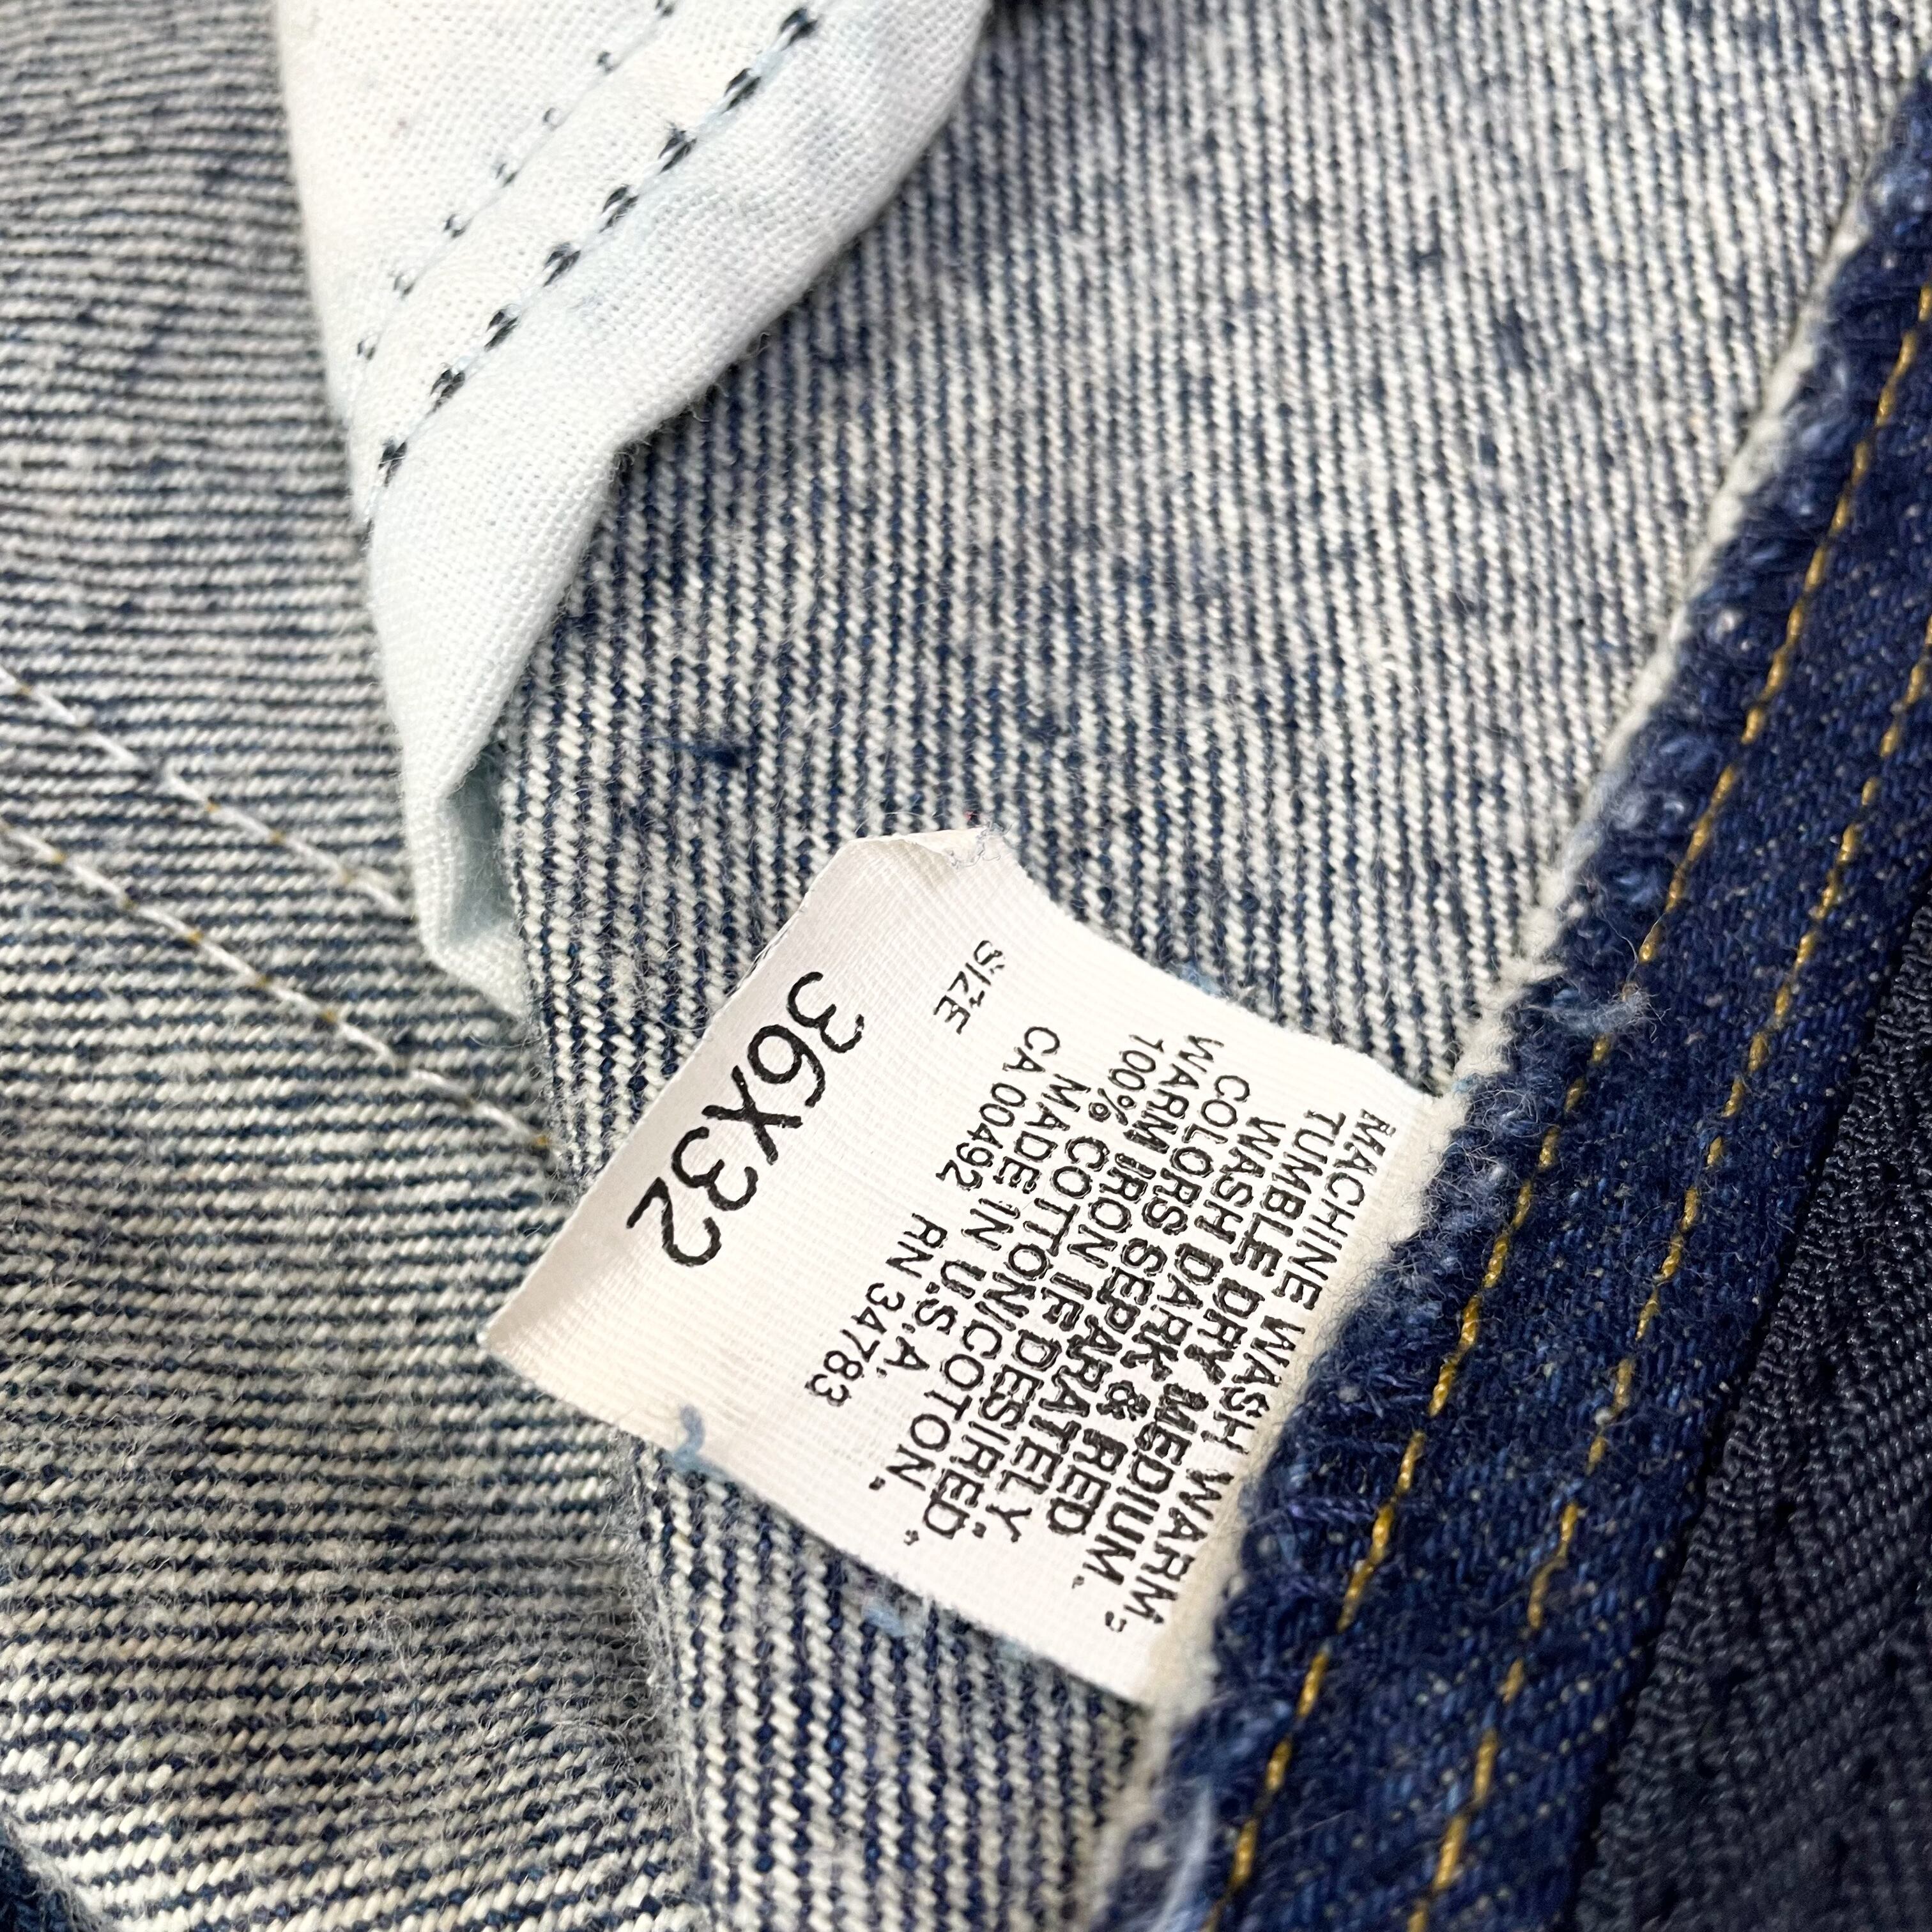 MACHINE WASH WARM.
TUMBLE DRY MEDIUM.
WASH DARK & RED
COLORS SEPARATELY.
WARM IRON IF DESIRED.
100% COTTON/COTON.
MADE IN U.S.A.
CA 00492 RN 34783
SIZE
36X32